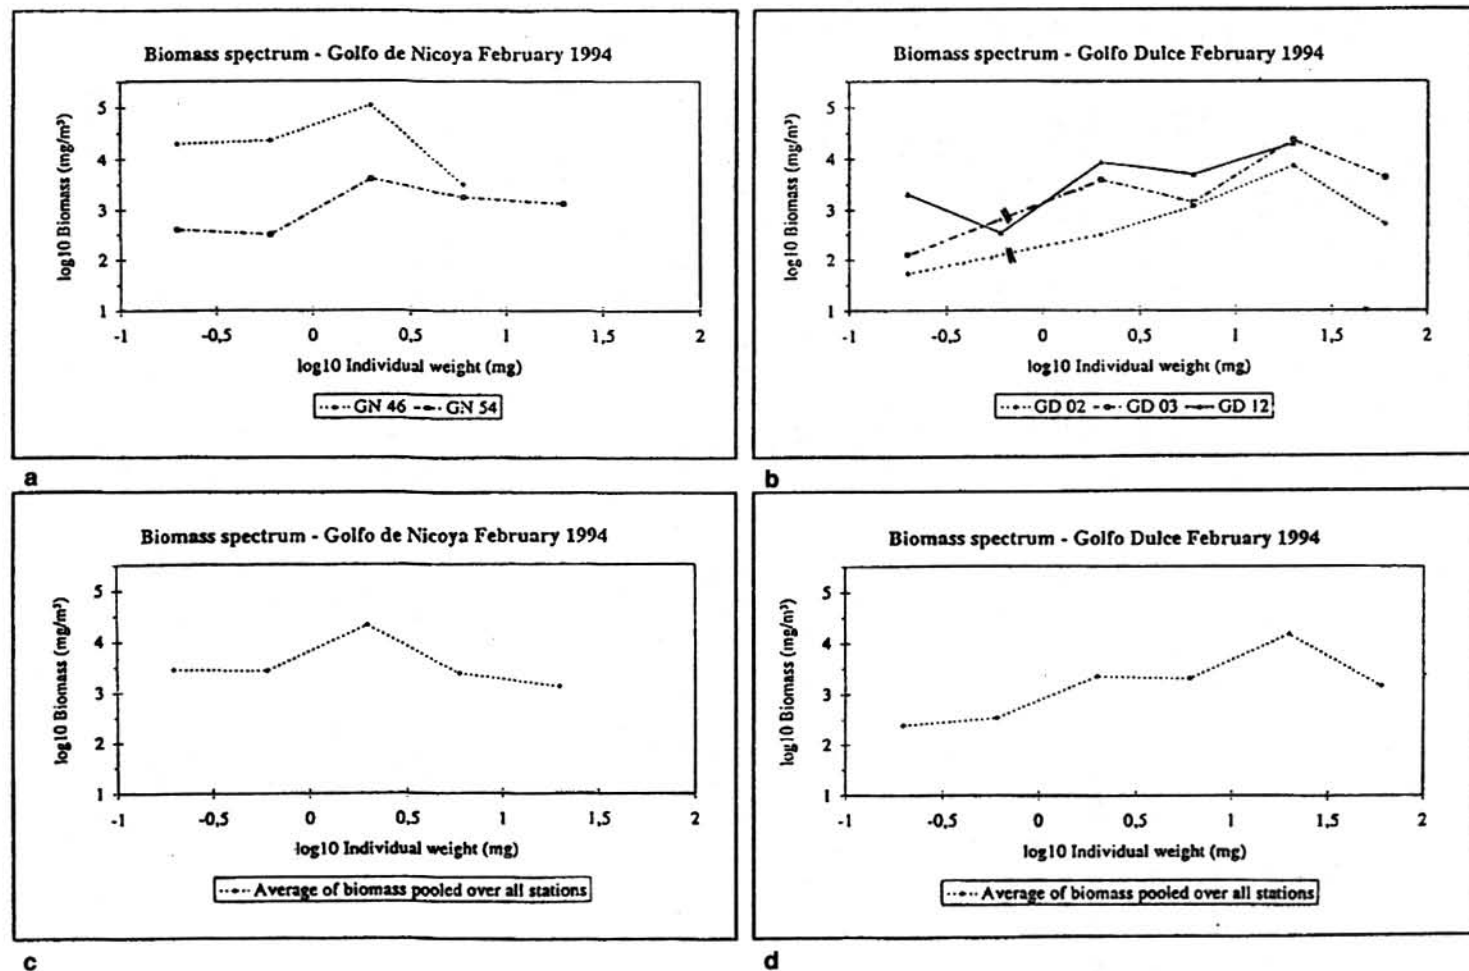 Biomass spectrum - Golfo de Nicoya February 1994
log10 Biomass (mg/m³)
5
4
3
2
1
-1 -0,5 0 0,5 1 1,5 2
log10 Individual weight (mg)
GN 46 GN 54
a
Biomass spectrum - Golfo Dulce February 1994
log10 Biomass (mg/m³)
5
4
3
2
1
-1 -0,5 0 0,5 1 1,5 2
log10 Individual weight (mg)
GD 02 GD 03 GD 12
b
Biomass spectrum - Golfo de Nicoya February 1994
log10 Biomass (mg/m³)
5
4
3
2
1
-1 -0,5 0 0,5 1 1,5 2
log10 Individual weight (mg)
Average of biomass pooled over all stations
c
Biomass spectrum - Golfo Dulce February 1994
log10 Biomass (mg/m³)
5
4
3
2
1
-1 -0,5 0 0,5 1 1,5 2
log10 Individual weight (mg)
Average of biomass pooled over all stations
d